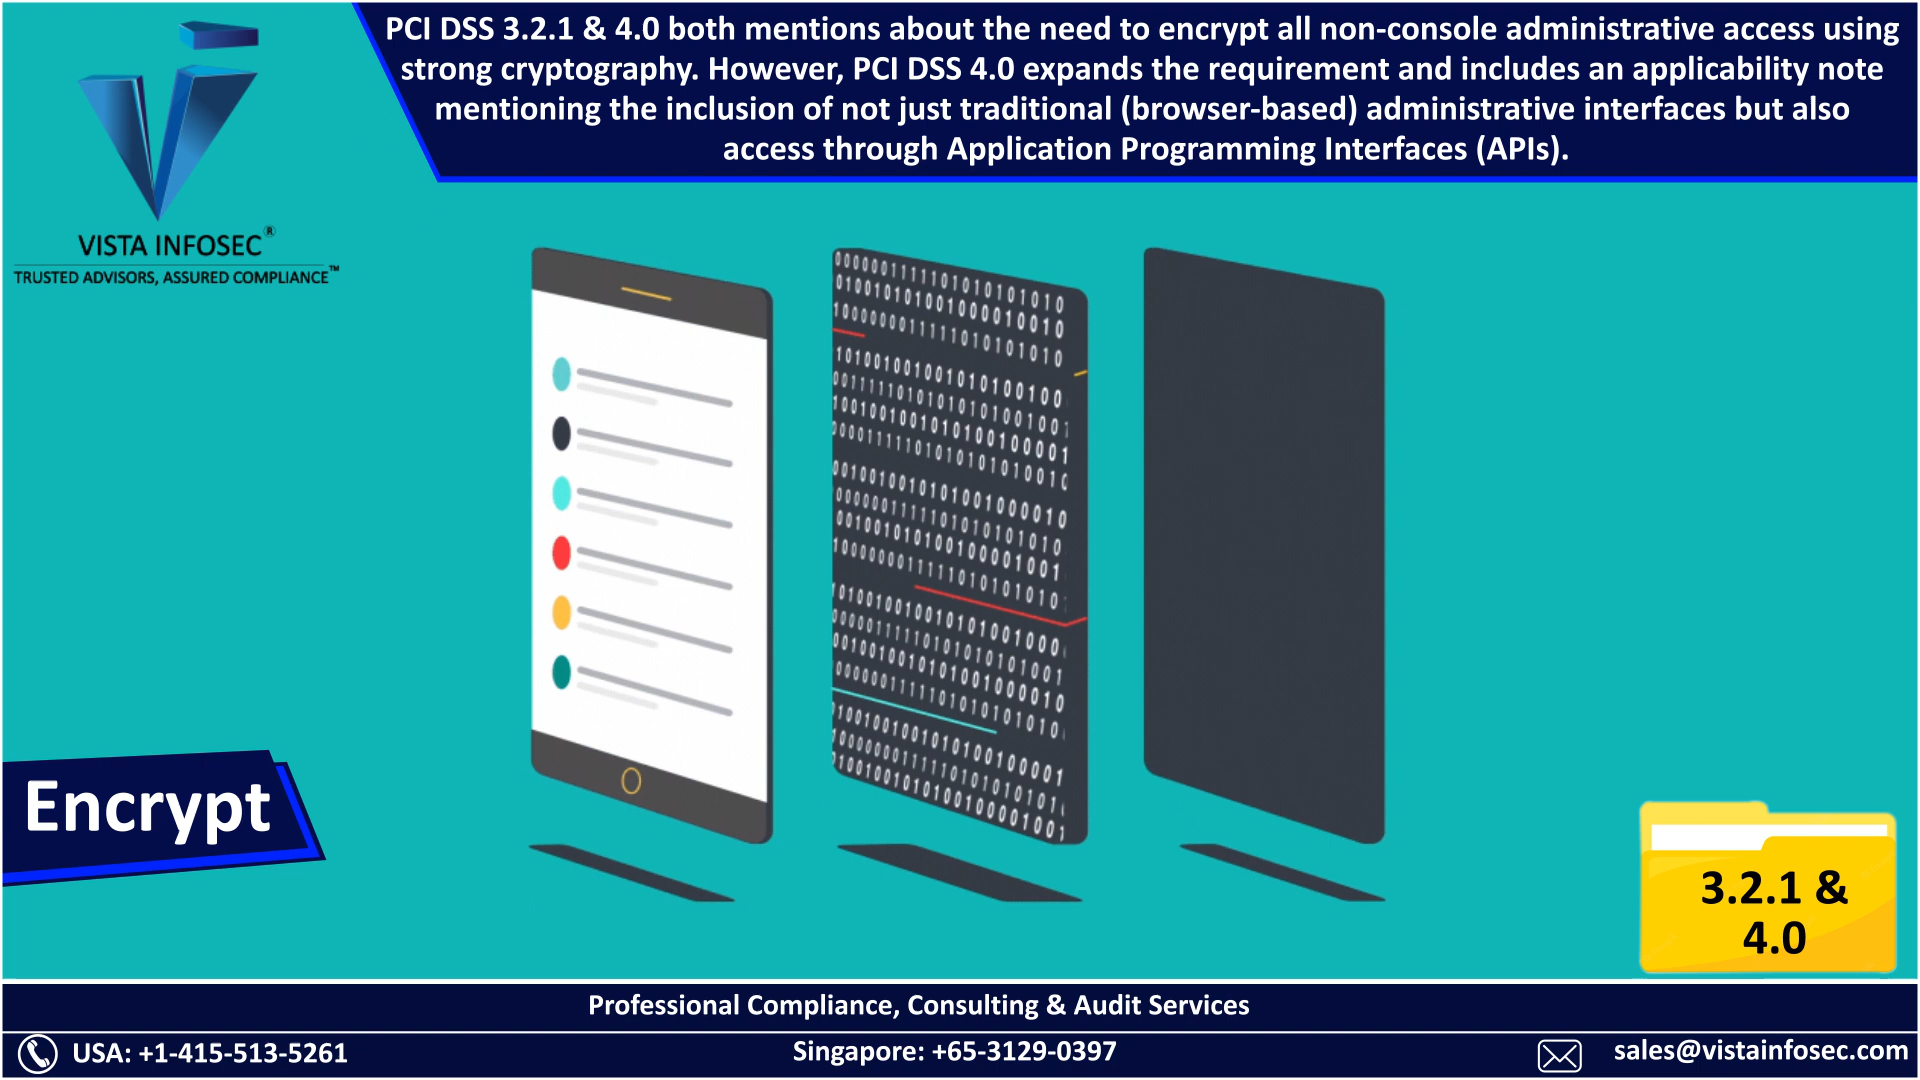 PCI DSS 3.2.1 & 4.0 both mentions about the need to encrypt all non-console administrative access using
strong cryptography. However, PCI DSS 4.0 expands the requirement and includes an applicability note
mentioning the inclusion of not just traditional (browser-based) administrative interfaces but also
access through Application Programming Interfaces (APIs).
VISTA INFOSEC®
TRUSTED ADVISORS, ASSURED COMPLIANCE™
Encrypt
3.2.1 &
4.0
Professional Compliance, Consulting & Audit Services
USA: +1-415-513-5261
Singapore: +65-3129-0397
sales@vistainfosec.com